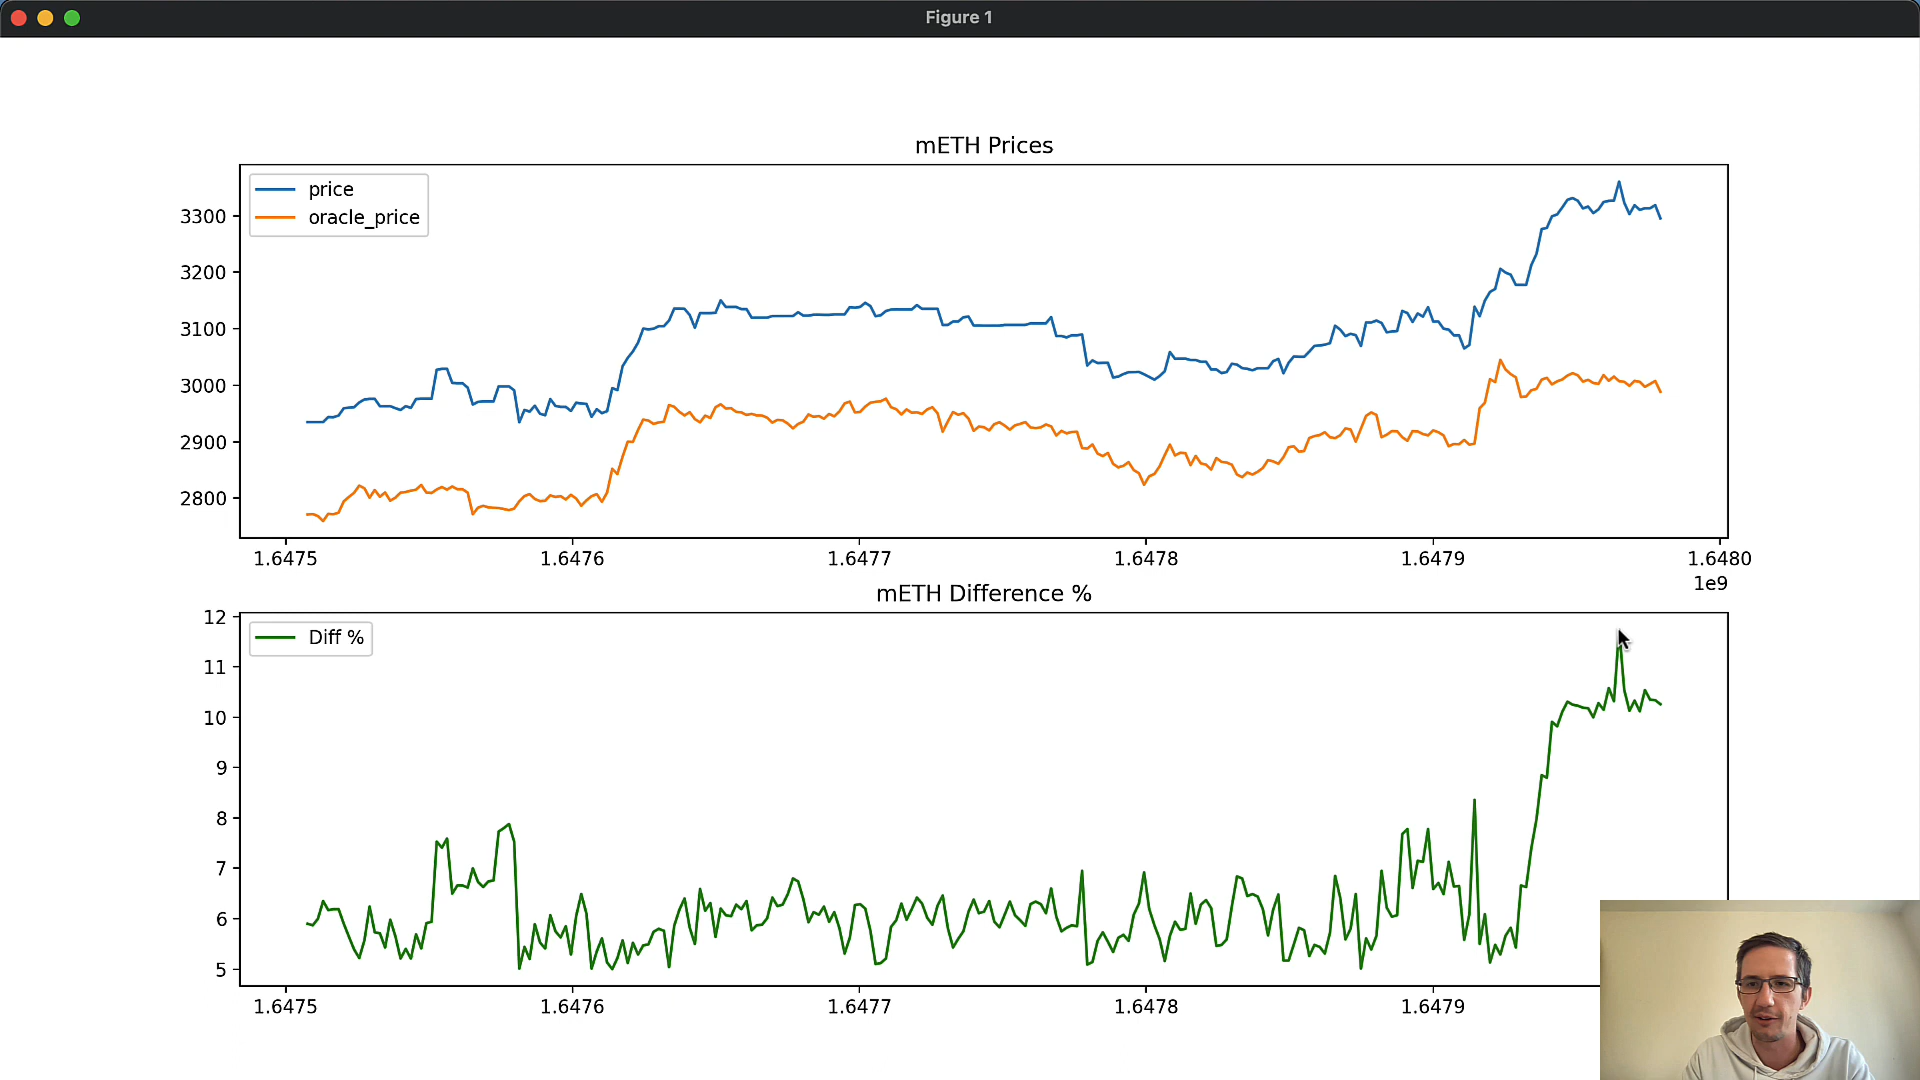 Figure 1
mETH Prices
price
oracle_price
3300
3200
3100
3000
2900
2800
1.6475 1.6476 1.6477 1.6478 1.6479 1.6480
1e9
mETH Difference %
Diff %
12
11
10
9
8
7
6
5
1.6475 1.6476 1.6477 1.6478 1.6479